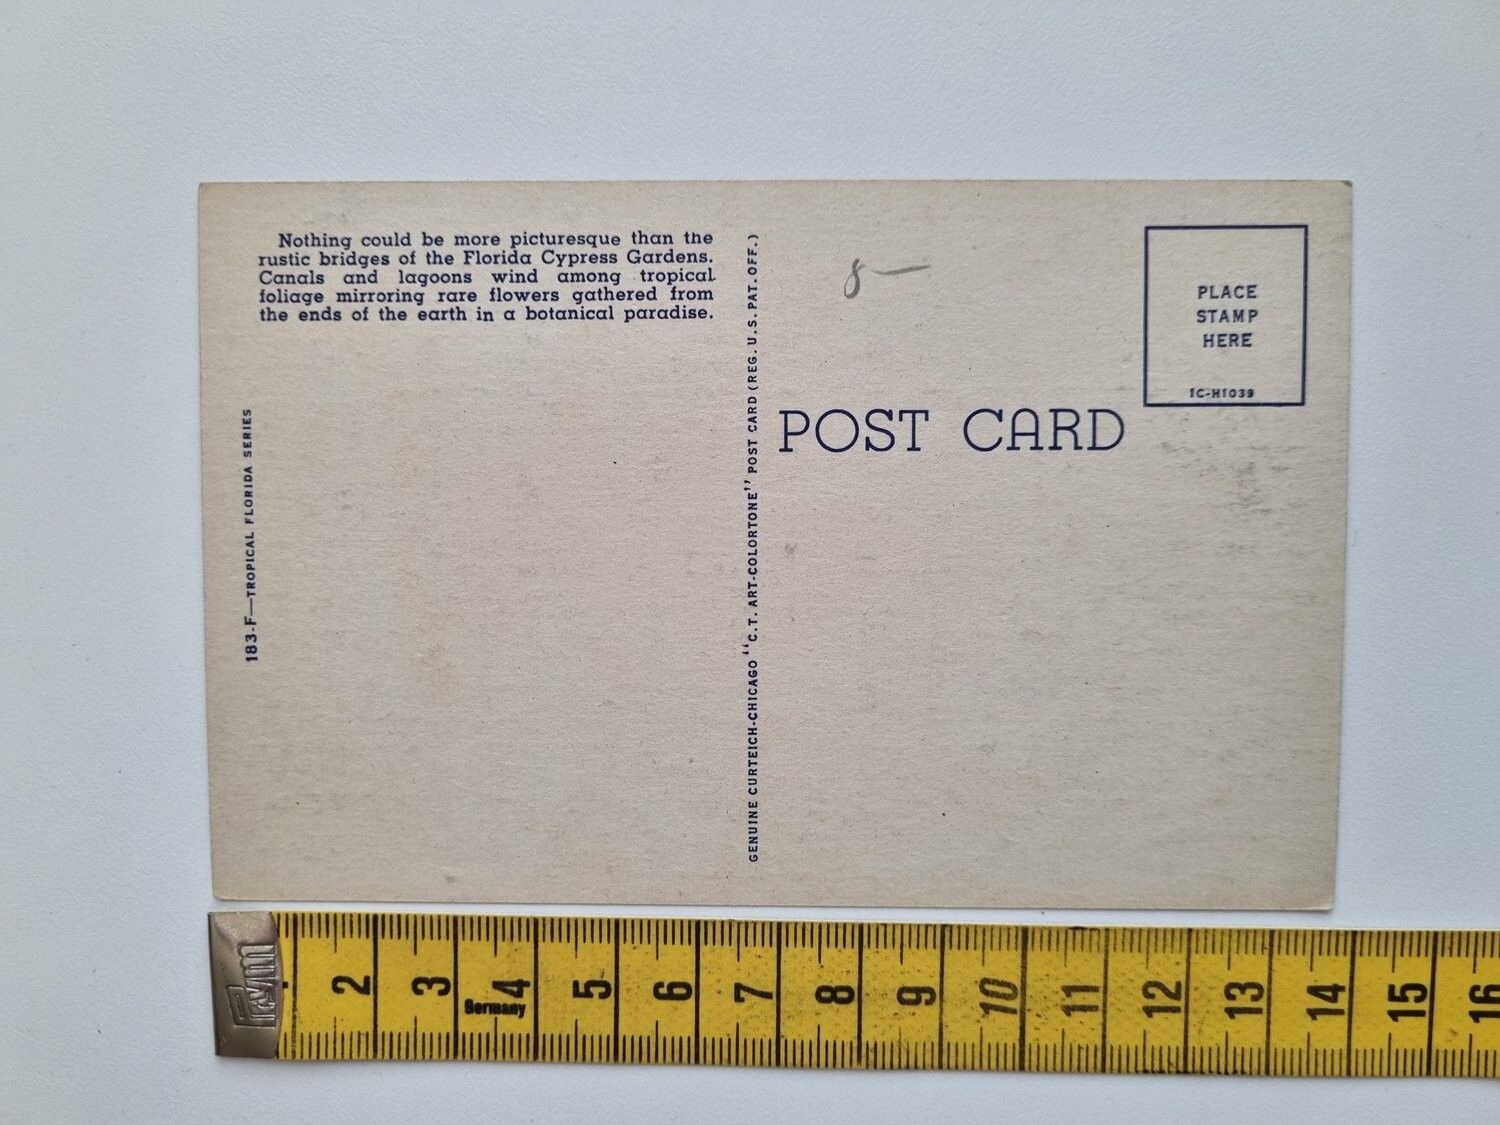 Nothing could be more picturesque than the
rustic bridges of the Florida Cypress Gardens.
Canals and lagoons wind among tropical
foliage mirroring rare flowers gathered from
the ends of the earth in a botanical paradise.
183-F—TROPICAL FLORIDA SERIES
GENUINE CURTEICH-CHICAGO "C.T. ART-COLORTONE" POST CARD (REG. U.S. PAT. OFF.)
8—
PLACE
STAMP
HERE
1C-H1039
POST CARD
Prym
2 3 4 5 6 7 8 9 10 11 12 13 14 15 16
Germany